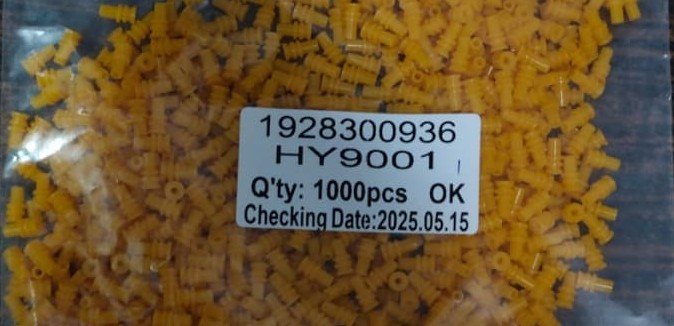 1928300936
HY9001
Q'ty: 1000pcs OK
Checking Date:2025.05.15